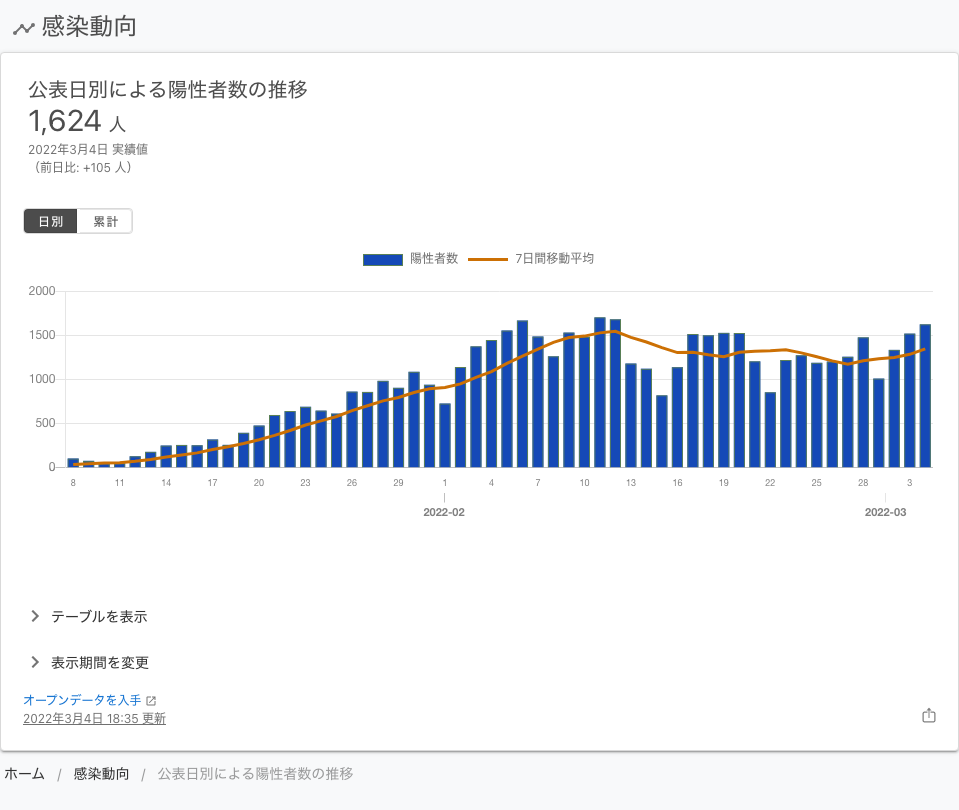 感染動向
公表日別による陽性者数の推移
1,624 人
2022年3月4日 実績値
（前日比: +105 人）
日別 累計
陽性者数 7日間移動平均
2000
1500
1000
500
0
8 11 14 17 20 23 26 29 1 4 7 10 13 16 19 22 25 28 3
2022-02 2022-03
テーブルを表示
表示期間を変更
オープンデータを入手
2022年3月4日 18:35 更新
ホーム / 感染動向 / 公表日別による陽性者数の推移